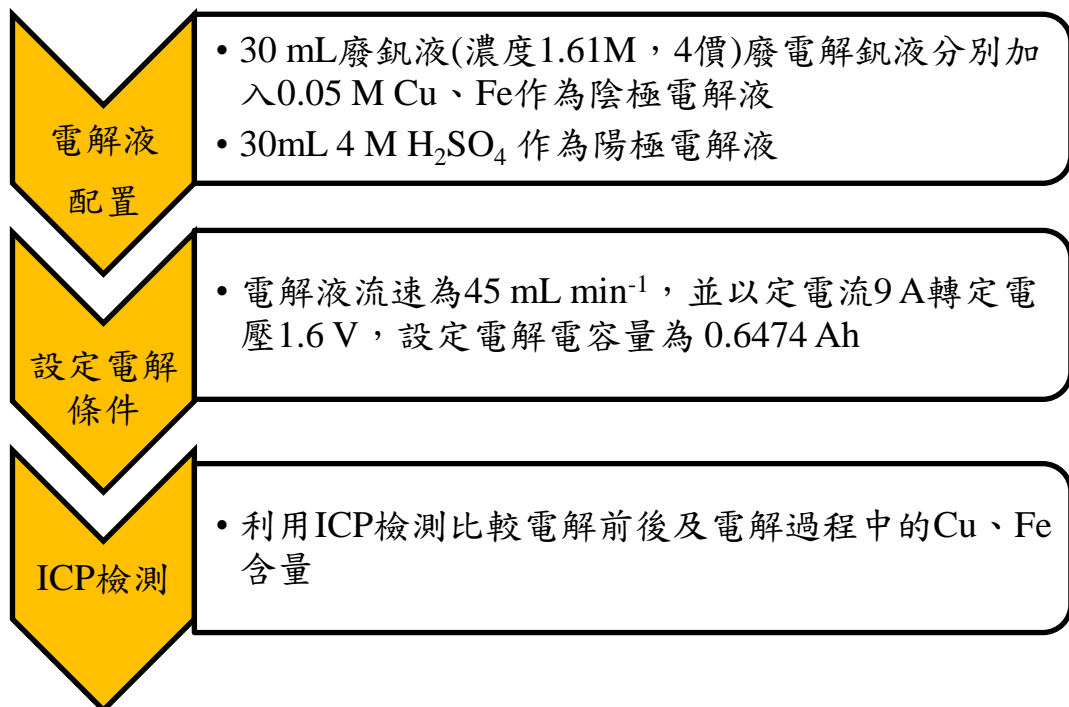 電解液
配置
• 30 mL廢釩液(濃度1.61M，4價)廢電解釩液分別加
入0.05 M Cu、Fe作為陰極電解液
• 30mL 4 M H₂SO₄ 作為陽極電解液
設定電解
條件
• 電解液流速為45 mL min⁻¹，並以定電流9 A轉定電
壓1.6 V，設定電解電容量為 0.6474 Ah
ICP檢測
• 利用ICP檢測比較電解前後及電解過程中的Cu、Fe
含量